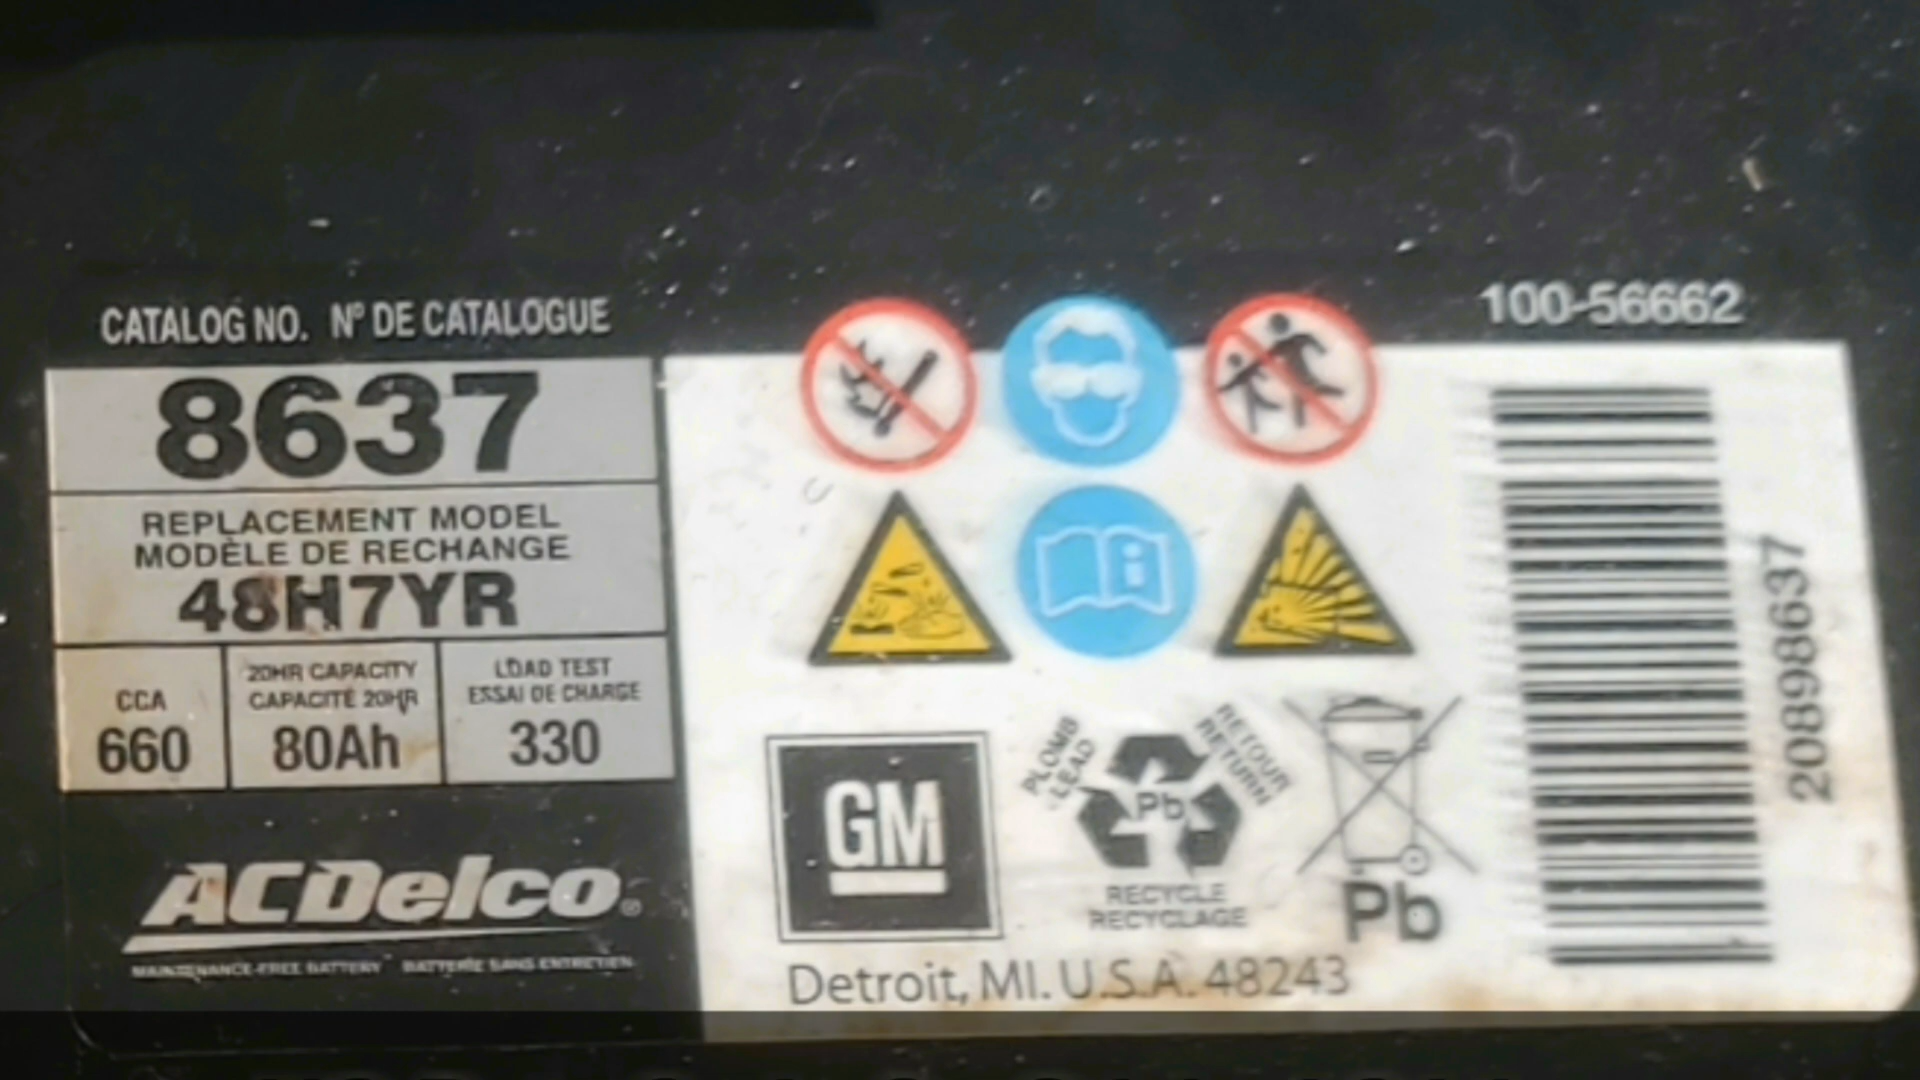 CATALOG NO. Nº DE CATALOGUE
8637
REPLACEMENT MODEL
MODÈLE DE RECHANGE
48H7YR
CCA
660
20HR CAPACITY
CAPACITÉ 20HR
80Ah
LOAD TEST
ESSAI DE CHARGE
330
ACDelco®
MAINTENANCE-FREE BATTERY BATTERIE SANS ENTRETIEN
100-56662
20898637
GM
PLOMB
LEAD
RETOUR
RETURN
Pb
RECYCLE
RECYCLAGE
Pb
Detroit, MI. U.S.A. 48243